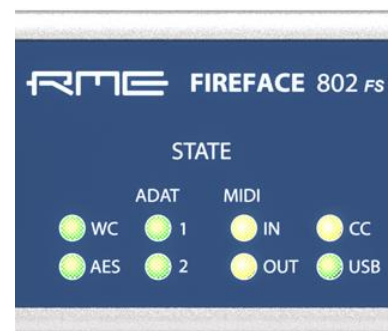 RME FIREFACE 802 FS
STATE
ADAT MIDI
WC 1 IN CC
AES 2 OUT USB